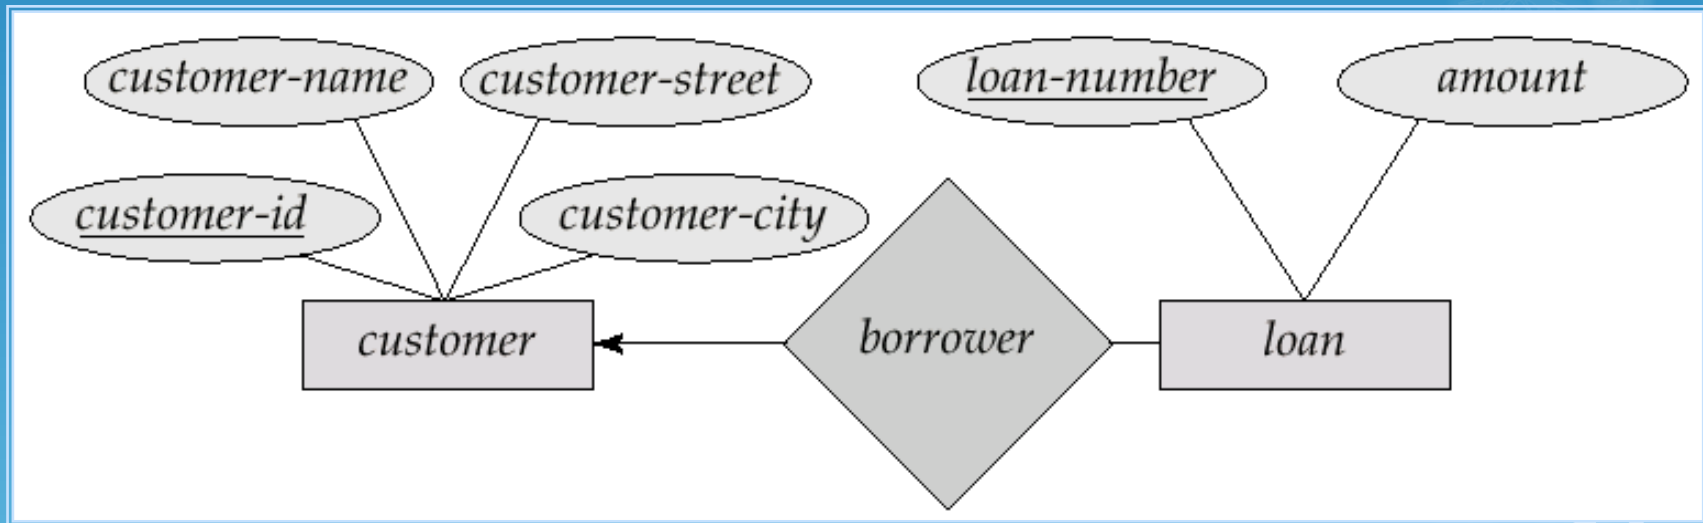 customer-name
customer-street
loan-number
amount
customer-id
customer-city
customer
borrower
loan